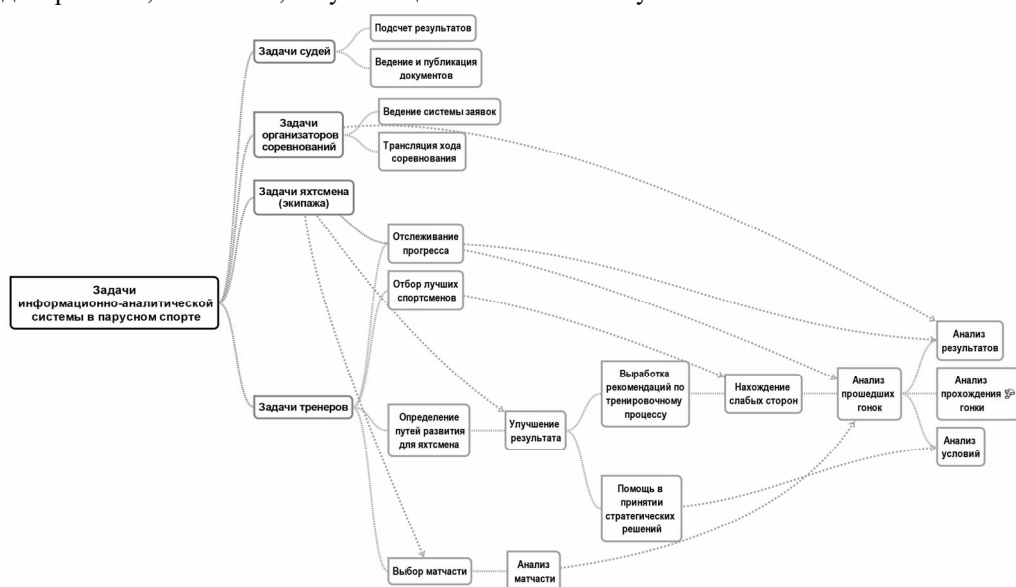 Подсчет результатов
Задачи судей
Ведение и публикация
документов
Ведение системы заявок
Задачи
организаторов
соревнований
Трансляция хода
соревнования
Задачи яхтсмена
(экипажа)
Отслеживание
прогресса
Отбор лучших
спортсменов
Задачи
информационно-аналитической
системы в парусном спорте
Анализ
результатов
Выработка
рекомендаций по
тренировочному
процессу
Нахождение
слабых сторон
Анализ
прошедших
гонок
Анализ
прохождения
гонки
Задачи тренеров
Определение
путей развития
для яхтсмена
Улучшение
результата
Анализ
условий
Помощь в
принятии
стратегических
решений
Выбор матчасти
Анализ
матчасти